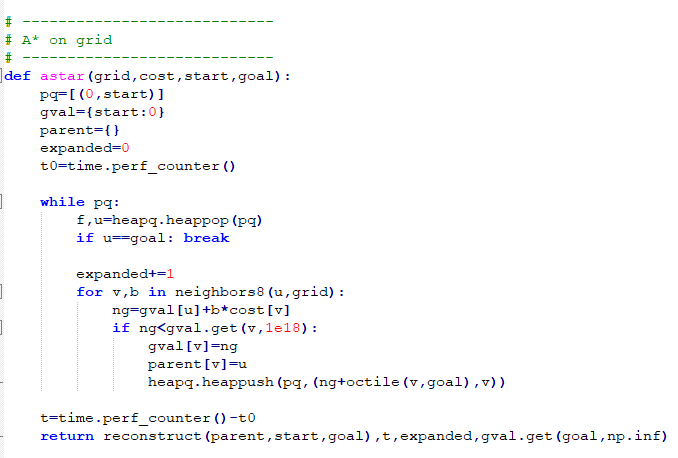 # ----------------------------
# A* on grid
# ----------------------------
def astar(grid,cost,start,goal):
    pq=[(0,start)]
    gval={start:0}
    parent={}
    expanded=0
    t0=time.perf_counter()

    while pq:
        f,u=heapq.heappop(pq)
        if u==goal: break

        expanded+=1
        for v,b in neighbors8(u,grid):
            ng=gval[u]+b*cost[v]
            if ng<gval.get(v,1e18):
                gval[v]=ng
                parent[v]=u
                heapq.heappush(pq,(ng+octile(v,goal),v))

    t=time.perf_counter()-t0
    return reconstruct(parent,start,goal),t,expanded,gval.get(goal,np.inf)